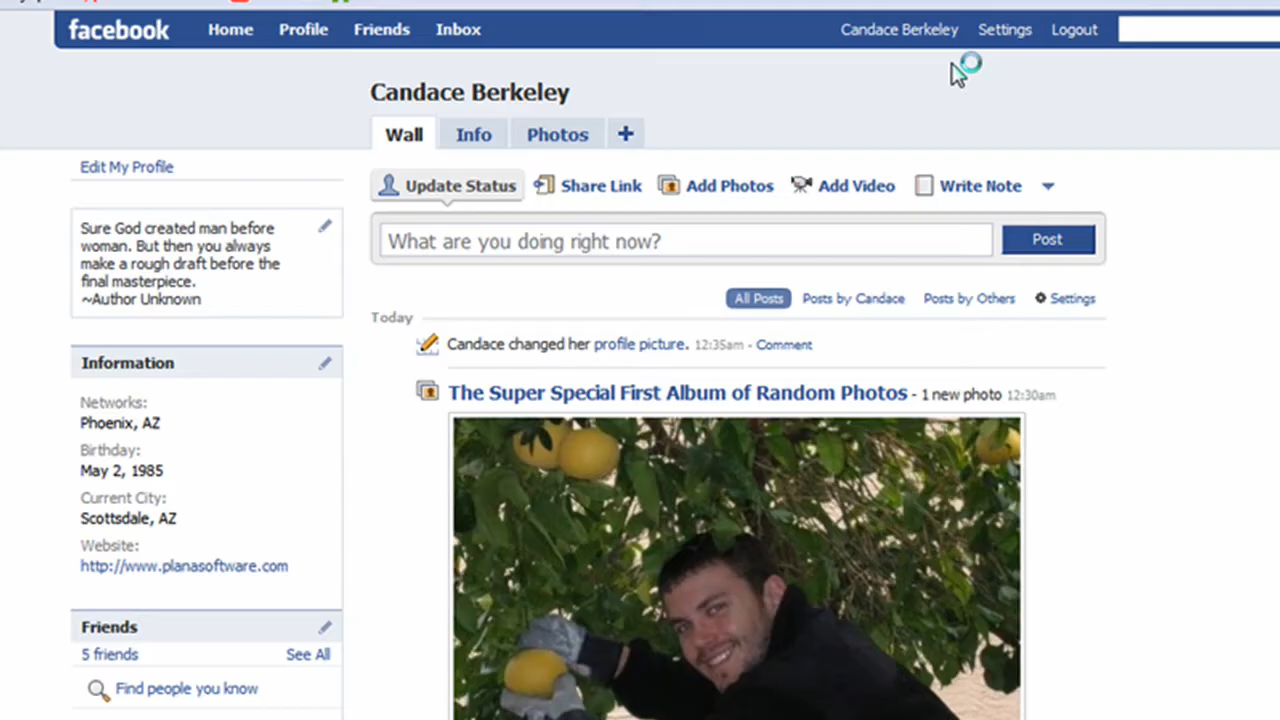 facebook Home Profile Friends Inbox Candace Berkeley Settings Logout
Candace Berkeley
Wall Info Photos +
Edit My Profile
Update Status Share Link Add Photos Add Video Write Note
Sure God created man before
woman. But then you always
make a rough draft before the
final masterpiece.
~Author Unknown
What are you doing right now? Post
All Posts Posts by Candace Posts by Others Settings
Today
Candace changed her profile picture. 12:35am - Comment
Information
The Super Special First Album of Random Photos - 1 new photo 12:30am
Networks:
Phoenix, AZ
Birthday:
May 2, 1985
Current City:
Scottsdale, AZ
Website:
http://www.planasoftware.com
Friends
5 friends See All
Find people you know